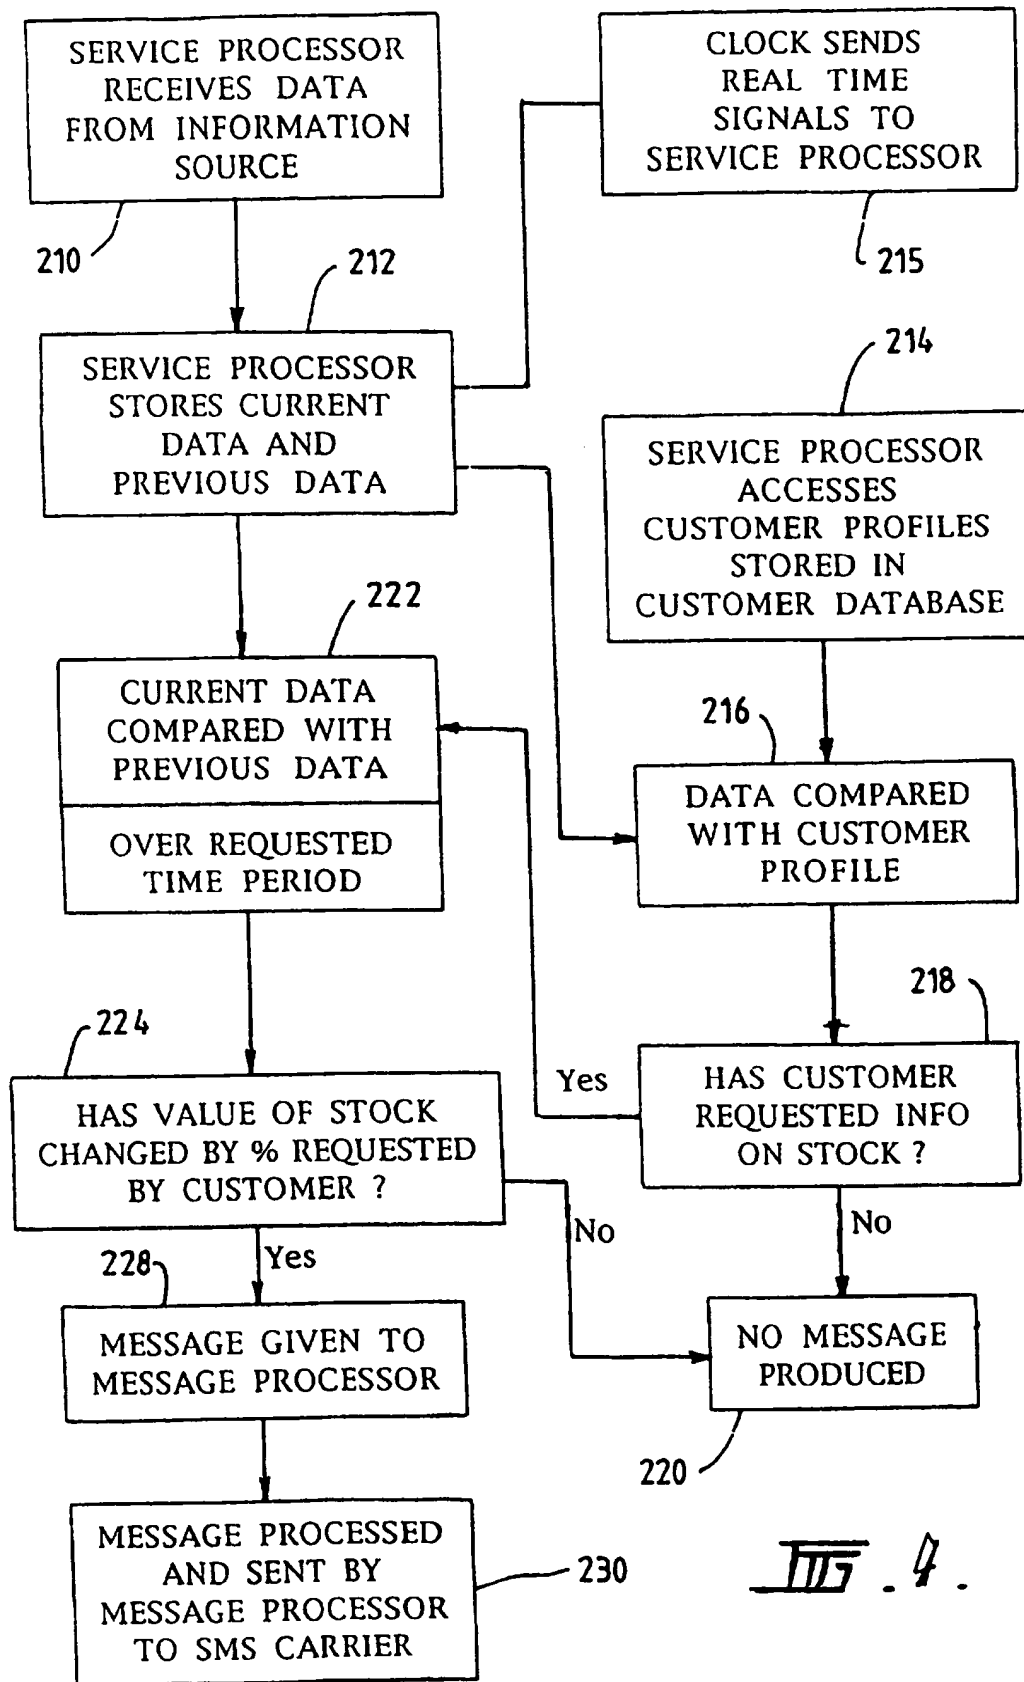 SERVICE PROCESSOR
RECEIVES DATA
FROM INFORMATION
SOURCE
210
CLOCK SENDS
REAL TIME
SIGNALS TO
SERVICE PROCESSOR
215
212
SERVICE PROCESSOR
STORES CURRENT
DATA AND
PREVIOUS DATA
214
SERVICE PROCESSOR
ACCESSES
CUSTOMER PROFILES
STORED IN
CUSTOMER DATABASE
222
CURRENT DATA
COMPARED WITH
PREVIOUS DATA
OVER REQUESTED
TIME PERIOD
216
DATA COMPARED
WITH CUSTOMER
PROFILE
218
HAS CUSTOMER
REQUESTED INFO
ON STOCK ?
Yes
No
224
HAS VALUE OF STOCK
CHANGED BY % REQUESTED
BY CUSTOMER ?
No
Yes
228
MESSAGE GIVEN TO
MESSAGE PROCESSOR
NO MESSAGE
PRODUCED
220
MESSAGE PROCESSED
AND SENT BY
MESSAGE PROCESSOR
TO SMS CARRIER
230
FIG. 4.